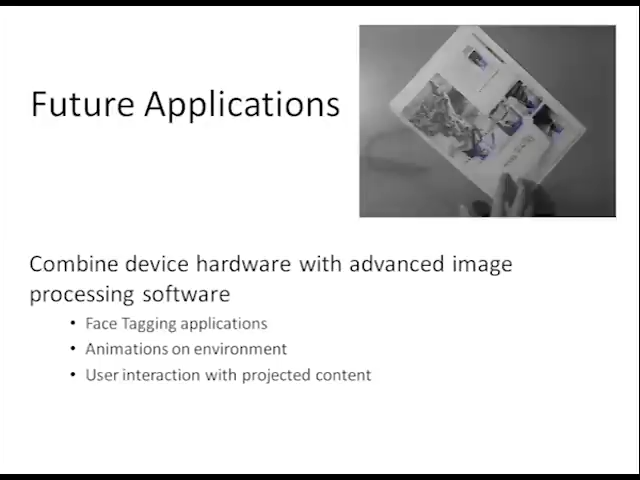 Future Applications
Combine device hardware with advanced image
processing software
• Face Tagging applications
• Animations on environment
• User interaction with projected content